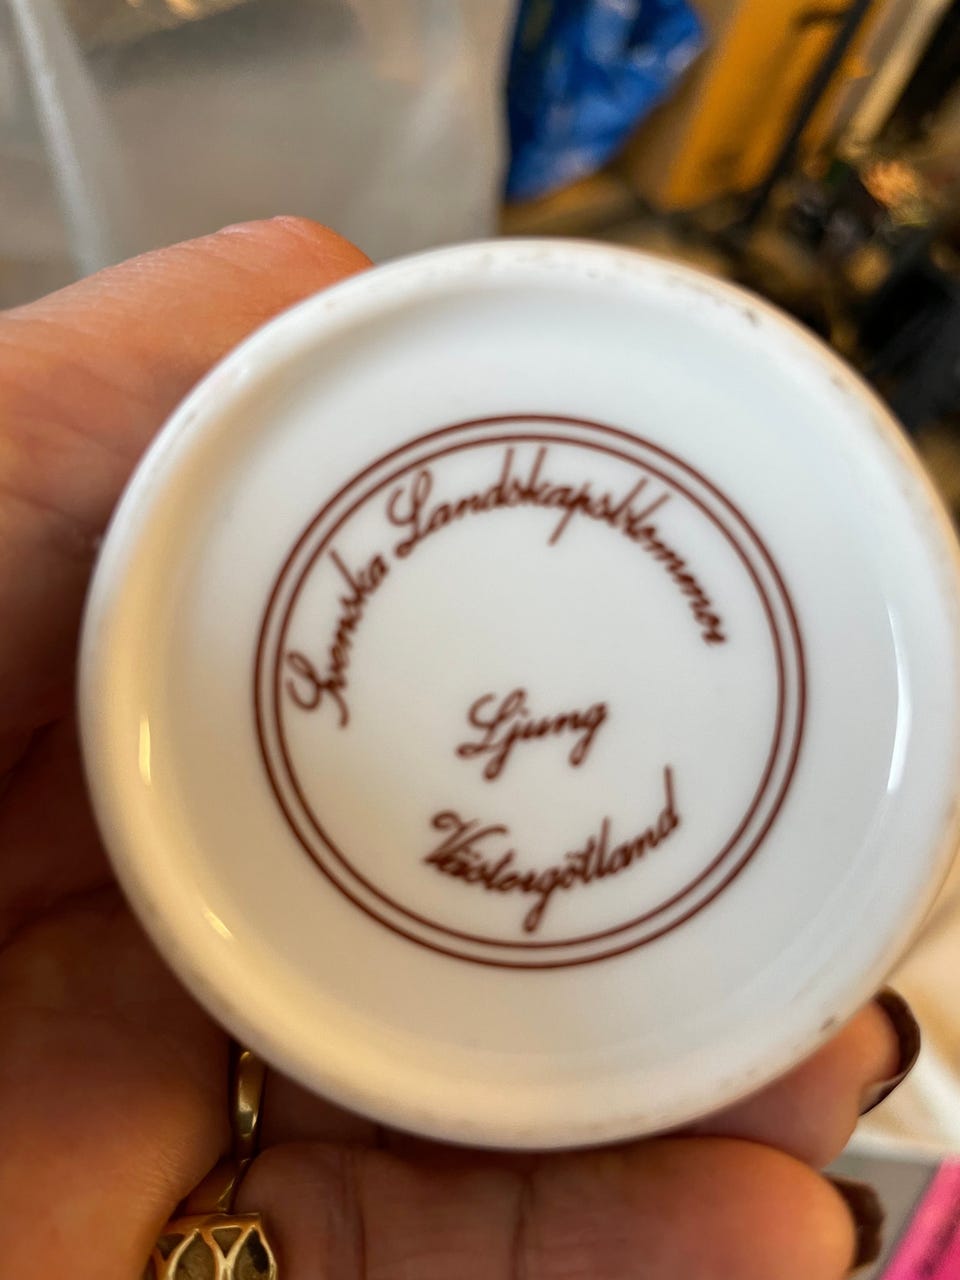 Svenska Landskapsblommor
Ljung
Västergötland